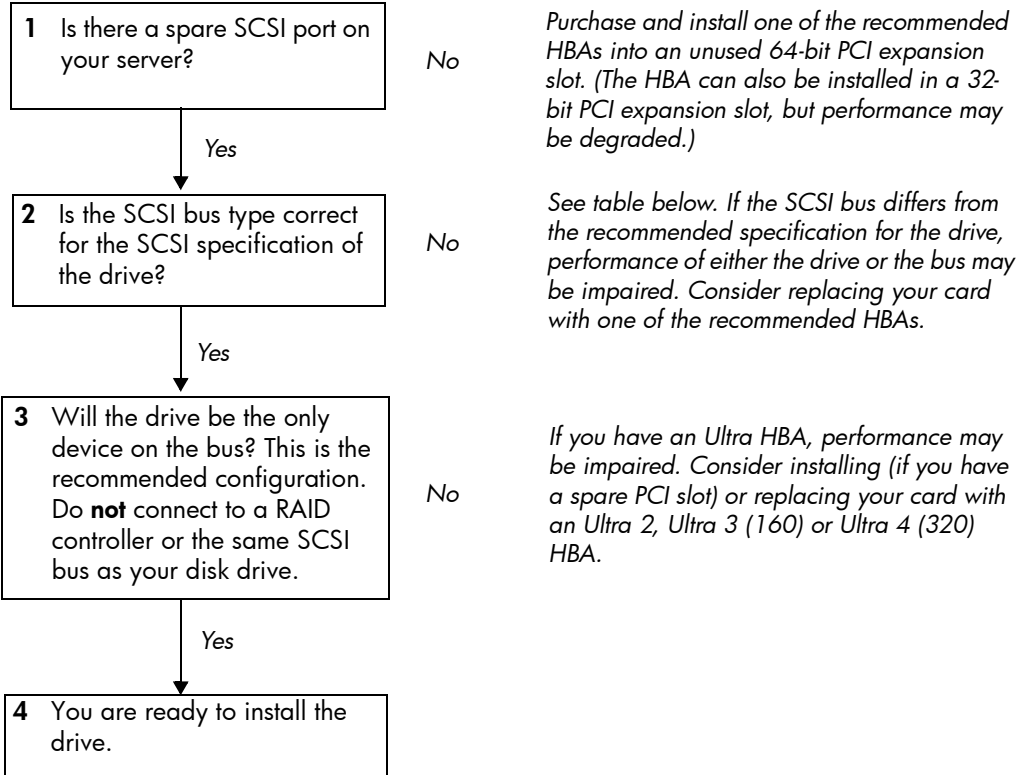 1 Is there a spare SCSI port on
your server?
No
Purchase and install one of the recommended
HBAs into an unused 64-bit PCI expansion
slot. (The HBA can also be installed in a 32-
bit PCI expansion slot, but performance may
be degraded.)
Yes
2 Is the SCSI bus type correct
for the SCSI specification of
the drive?
No
See table below. If the SCSI bus differs from
the recommended specification for the drive,
performance of either the drive or the bus may
be impaired. Consider replacing your card
with one of the recommended HBAs.
Yes
3 Will the drive be the only
device on the bus? This is the
recommended configuration.
Do not connect to a RAID
controller or the same SCSI
bus as your disk drive.
No
If you have an Ultra HBA, performance may
be impaired. Consider installing (if you have
a spare PCI slot) or replacing your card with
an Ultra 2, Ultra 3 (160) or Ultra 4 (320)
HBA.
Yes
4 You are ready to install the
drive.